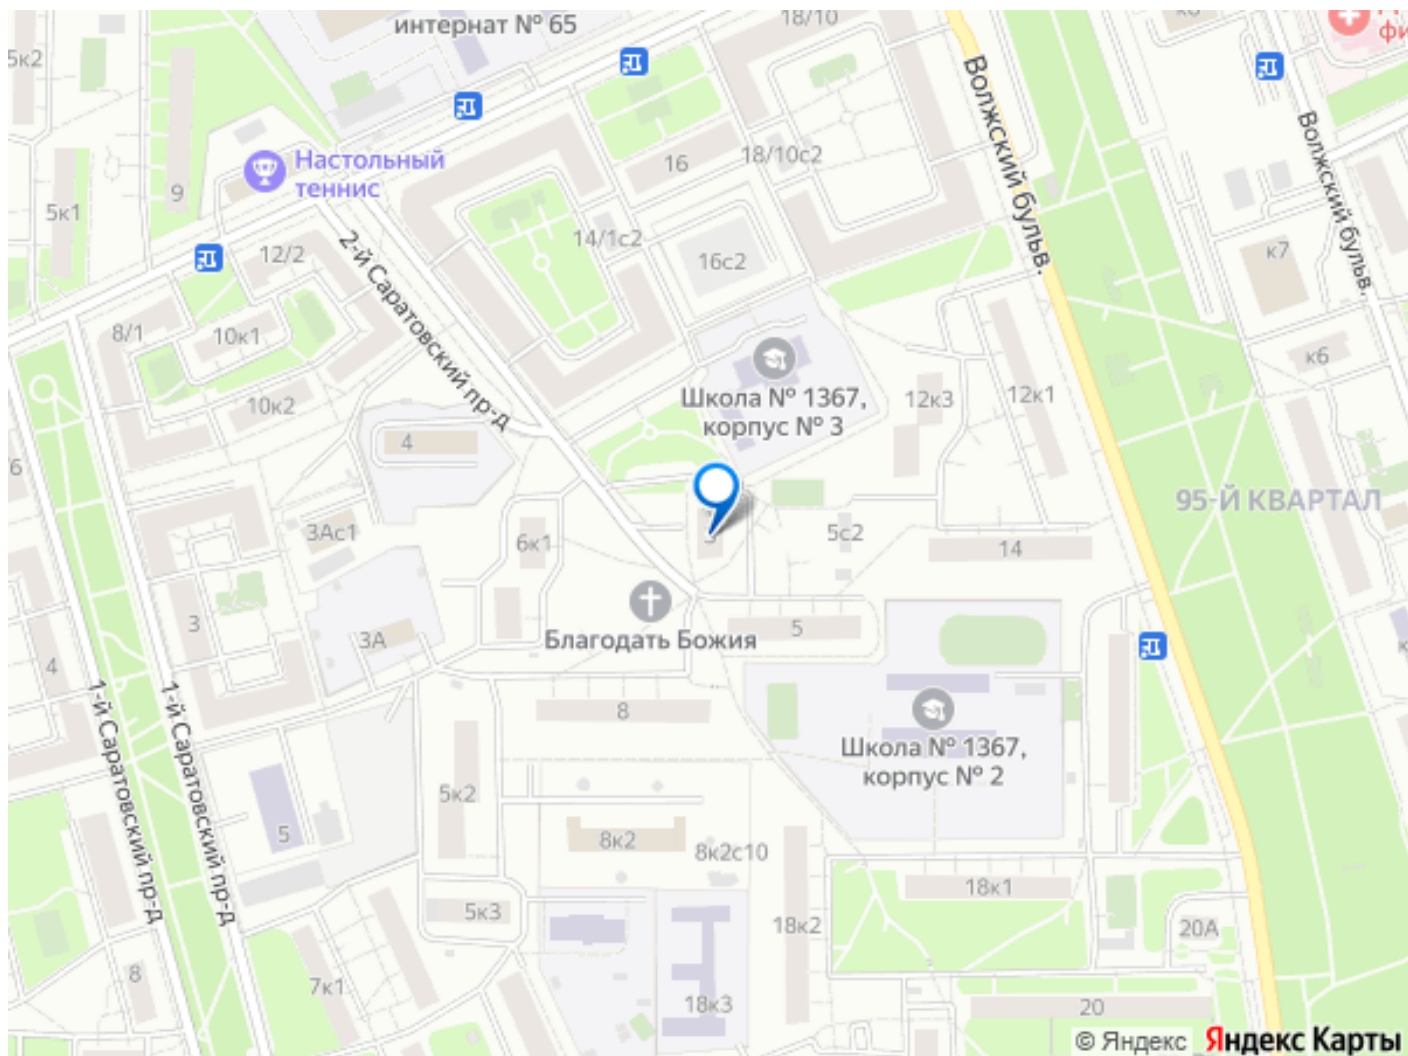 интернат № 65
18/10
к8
5к2
Волжский бульв.
Волжский бульв.
Настольный
теннис
9
16
18/10с2
5к1
14/1с2
12/2
2-й Саратовский пр-д
16с2
к7
8/1
10к1
к6
Школа № 1367,
корпус № 3
12к3
12к1
10к2
4
6
95-Й КВАРТАЛ
3Ас1
6к1
3
5с2
14
3
3А
Благодать Божия
5
4
1-й Саратовский пр-д
1-й Саратовский пр-д
8
Школа № 1367,
корпус № 2
5к2
5
8к2
8к2с10
18к1
5к3
18к2
20А
8
7к1
18к3
20
© Яндекс Яндекс Карты